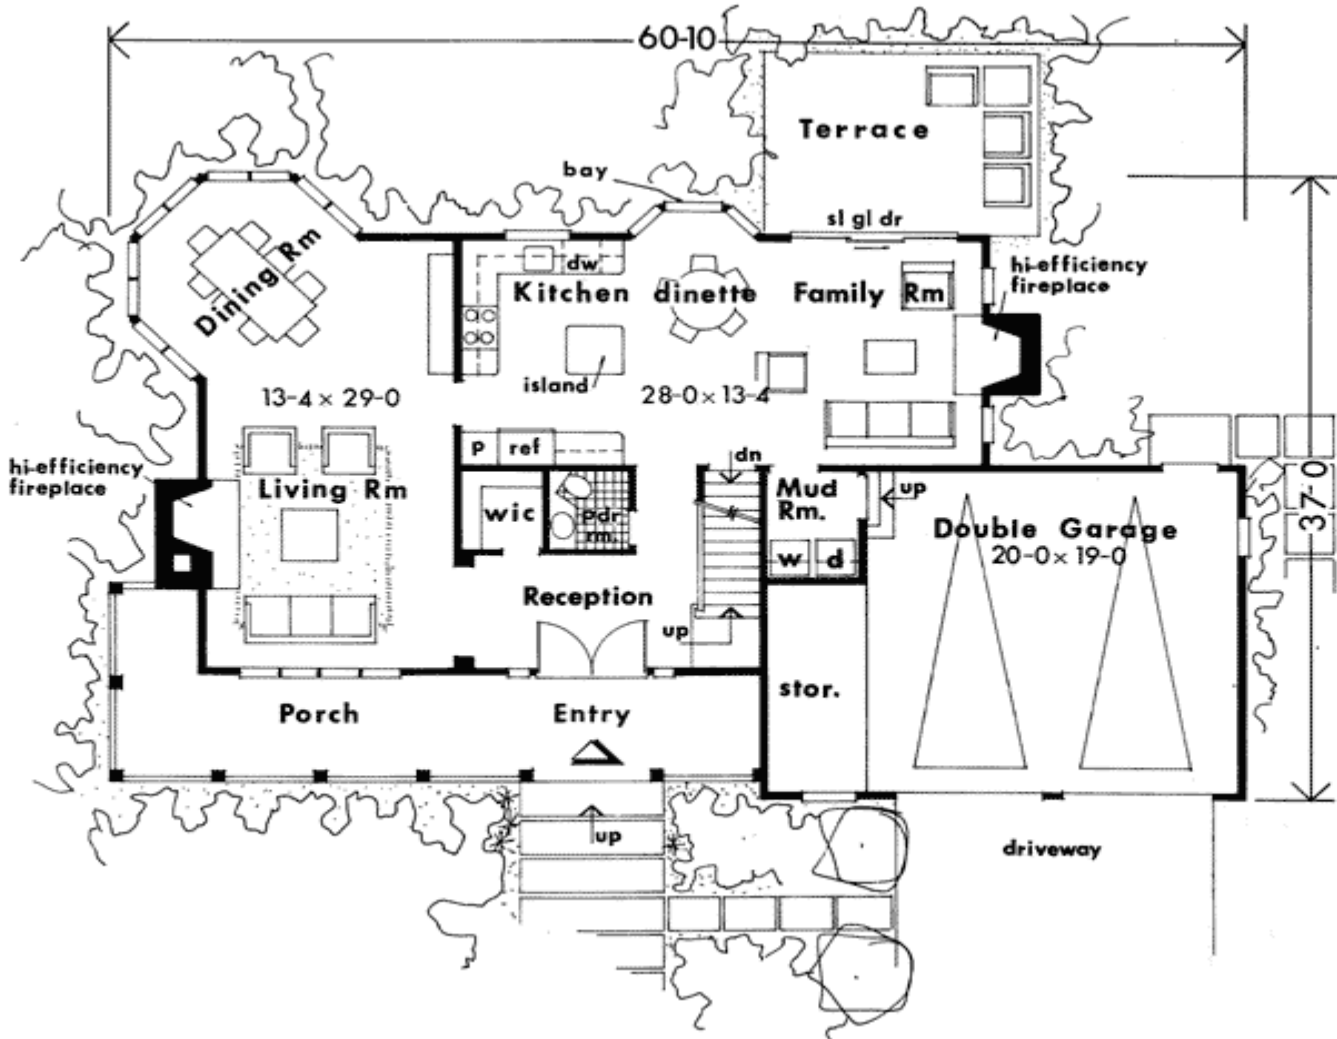 60-10
Terrace
bay
sl gl dr
hi-efficiency
fireplace
Dining Rm
dw
Kitchen
dinette
Family Rm
island
13-4 × 29-0
28-0 × 13-4
P
ref
dn
hi-efficiency
fireplace
Living Rm
wic
pdr
rm.
Mud
Rm.
up
37-0
Double Garage
20-0 × 19-0
w
d
Reception
up
stor.
Porch
Entry
up
driveway